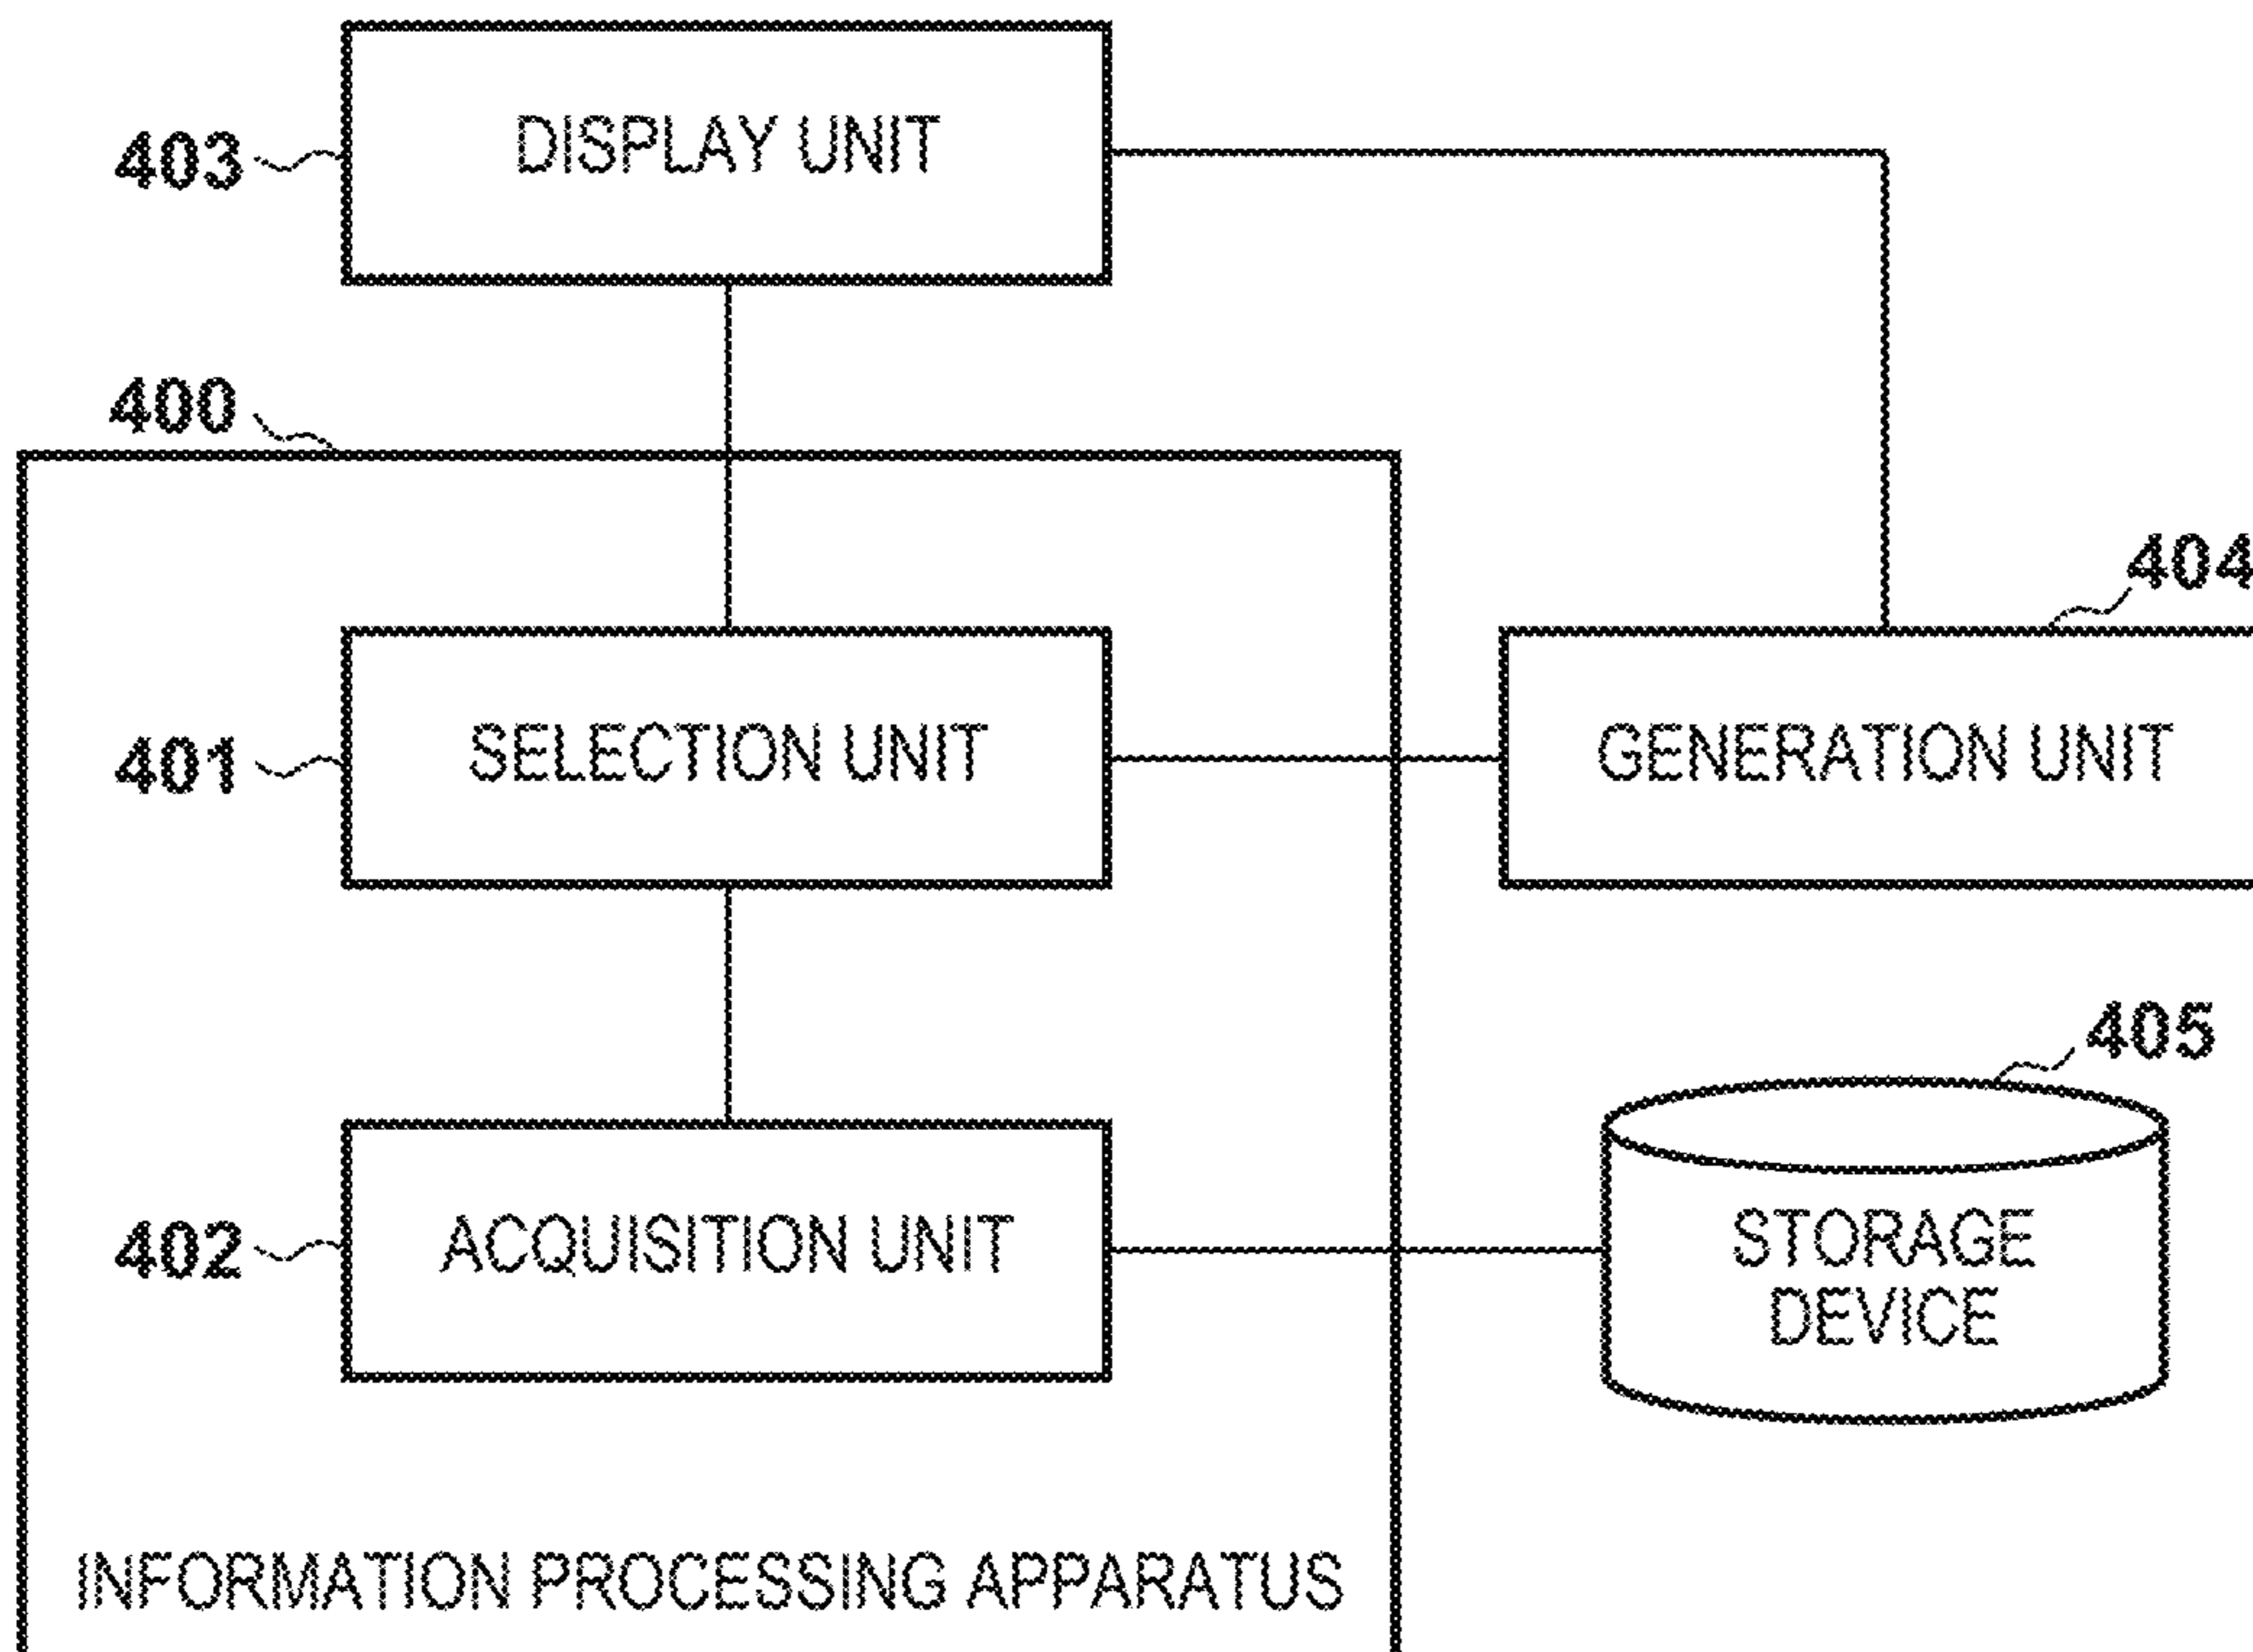 403
DISPLAY UNIT
400
404
401
SELECTION UNIT
GENERATION UNIT
405
402
ACQUISITION UNIT
STORAGE
DEVICE
INFORMATION PROCESSING APPARATUS